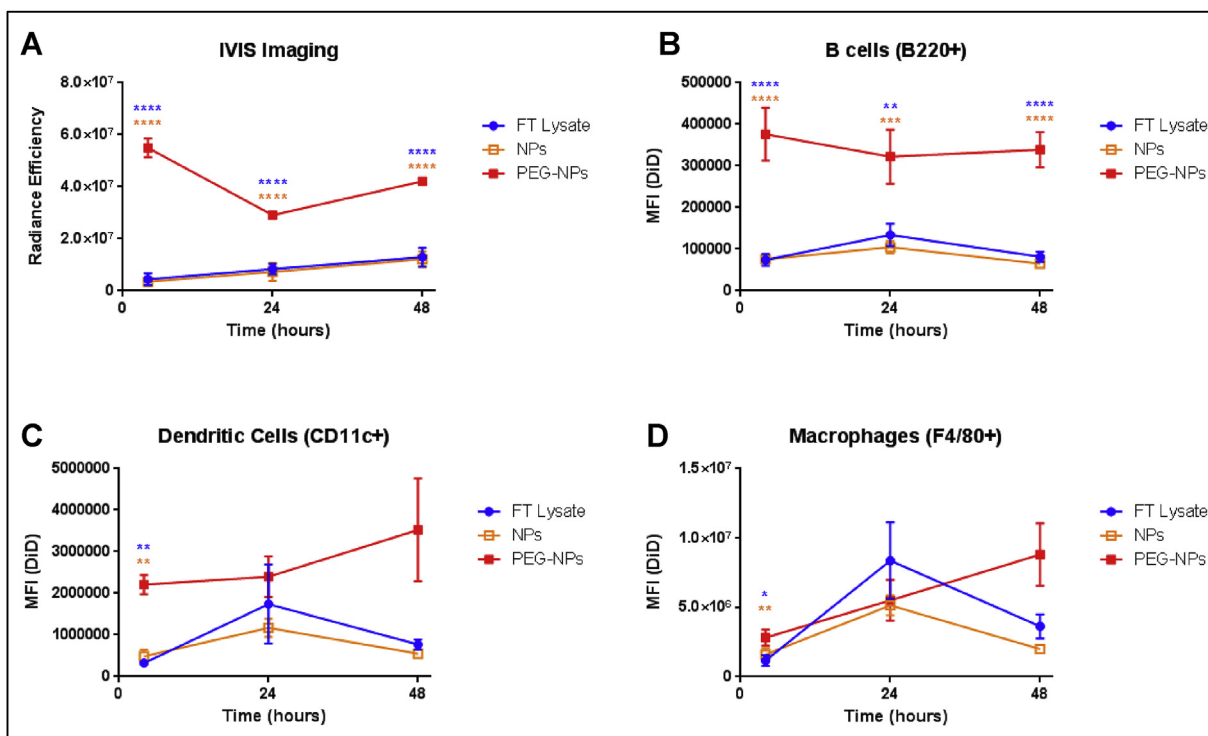 A
IVIS Imaging
8.0×10⁷
6.0×10⁷
4.0×10⁷
2.0×10⁷
0
Radiance Efficiency
****
****
****
****
****
****
0
24
48
Time (hours)
FT Lysate
NPs
PEG-NPs
B
B cells (B220+)
500000
400000
300000
200000
100000
0
MFI (DiD)
****
****
**
***
****
****
0
24
48
Time (hours)
FT Lysate
NPs
PEG-NPs
C
Dendritic Cells (CD11c+)
5000000
4000000
3000000
2000000
1000000
0
MFI (DiD)
**
**
0
24
48
Time (hours)
FT Lysate
NPs
PEG-NPs
D
Macrophages (F4/80+)
1.5×10⁷
1.0×10⁷
5.0×10⁶
0
MFI (DiD)
*
**
0
24
48
Time (hours)
FT Lysate
NPs
PEG-NPs